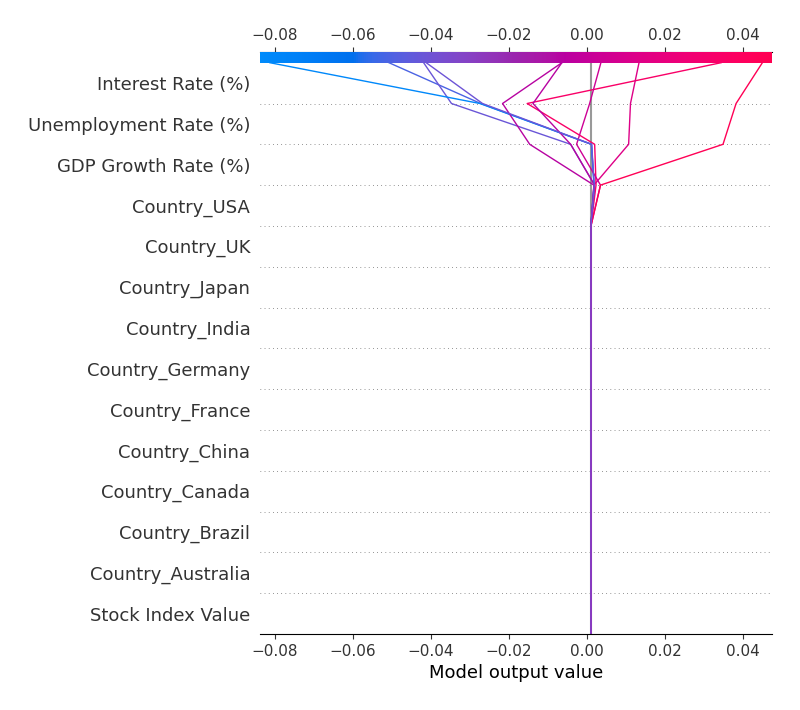 −0.08 −0.06 −0.04 −0.02 0.00 0.02 0.04
Interest Rate (%)
Unemployment Rate (%)
GDP Growth Rate (%)
Country_USA
Country_UK
Country_Japan
Country_India
Country_Germany
Country_France
Country_China
Country_Canada
Country_Brazil
Country_Australia
Stock Index Value
−0.08 −0.06 −0.04 −0.02 0.00 0.02 0.04
Model output value